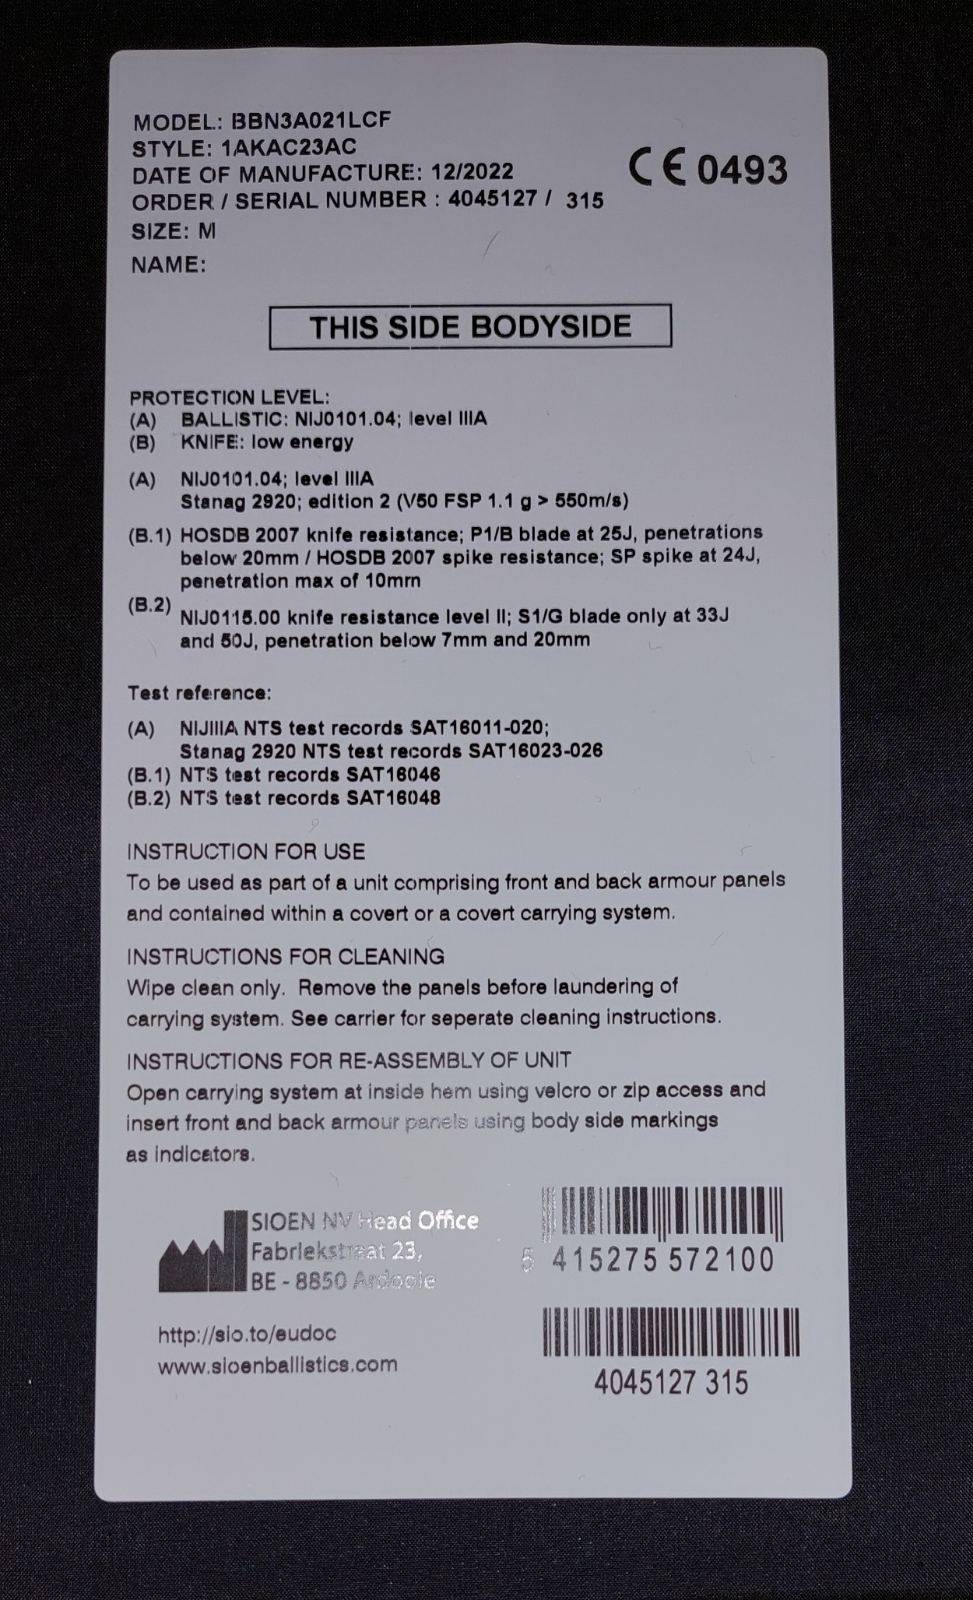 MODEL: BBN3A021LCF
STYLE: 1AKAC23AC
DATE OF MANUFACTURE: 12/2022
ORDER / SERIAL NUMBER : 4045127 / 315
SIZE: M
NAME:
CE 0493
THIS SIDE BODYSIDE
PROTECTION LEVEL:
(A) BALLISTIC: NIJ0101.04; level IIIA
(B) KNIFE: low energy
(A) NIJ0101.04; level IIIA
Stanag 2920; edition 2 (V50 FSP 1.1 g > 550m/s)
(B.1) HOSDB 2007 knife resistance; P1/B blade at 25J, penetrations
below 20mm / HOSDB 2007 spike resistance; SP spike at 24J,
penetration max of 10mm
(B.2) NIJ0115.00 knife resistance level II; S1/G blade only at 33J
and 50J, penetration below 7mm and 20mm
Test reference:
(A) NIJIIIA NTS test records SAT16011-020;
Stanag 2920 NTS test records SAT16023-026
(B.1) NTS test records SAT16046
(B.2) NTS test records SAT16048
INSTRUCTION FOR USE
To be used as part of a unit comprising front and back armour panels
and contained within a covert or a covert carrying system.
INSTRUCTIONS FOR CLEANING
Wipe clean only. Remove the panels before laundering of
carrying system. See carrier for seperate cleaning instructions.
INSTRUCTIONS FOR RE-ASSEMBLY OF UNIT
Open carrying system at inside hem using velcro or zip access and
insert front and back armour panels using body side markings
as indicators.
SIOEN NV Head Office
Fabriekstraat 23,
BE - 8850 Ardooie
http://sio.to/eudoc
www.sioenballistics.com
5 415275 572100
4045127 315